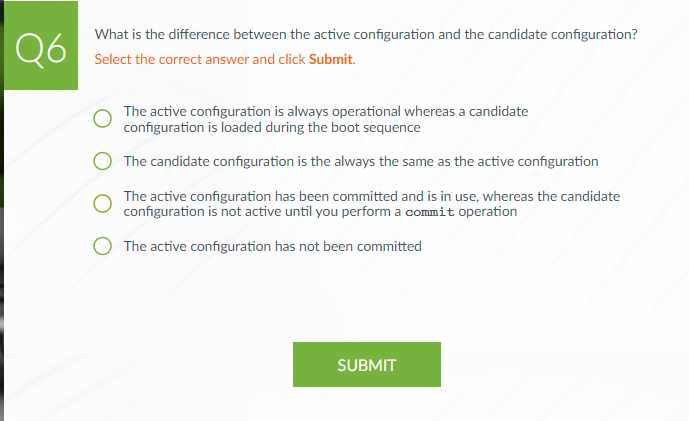 Q6
What is the difference between the active configuration and the candidate configuration?
Select the correct answer and click Submit.
The active configuration is always operational whereas a candidate
configuration is loaded during the boot sequence
The candidate configuration is the always the same as the active configuration
The active configuration has been committed and is in use, whereas the candidate
configuration is not active until you perform a commit operation
The active configuration has not been committed
SUBMIT